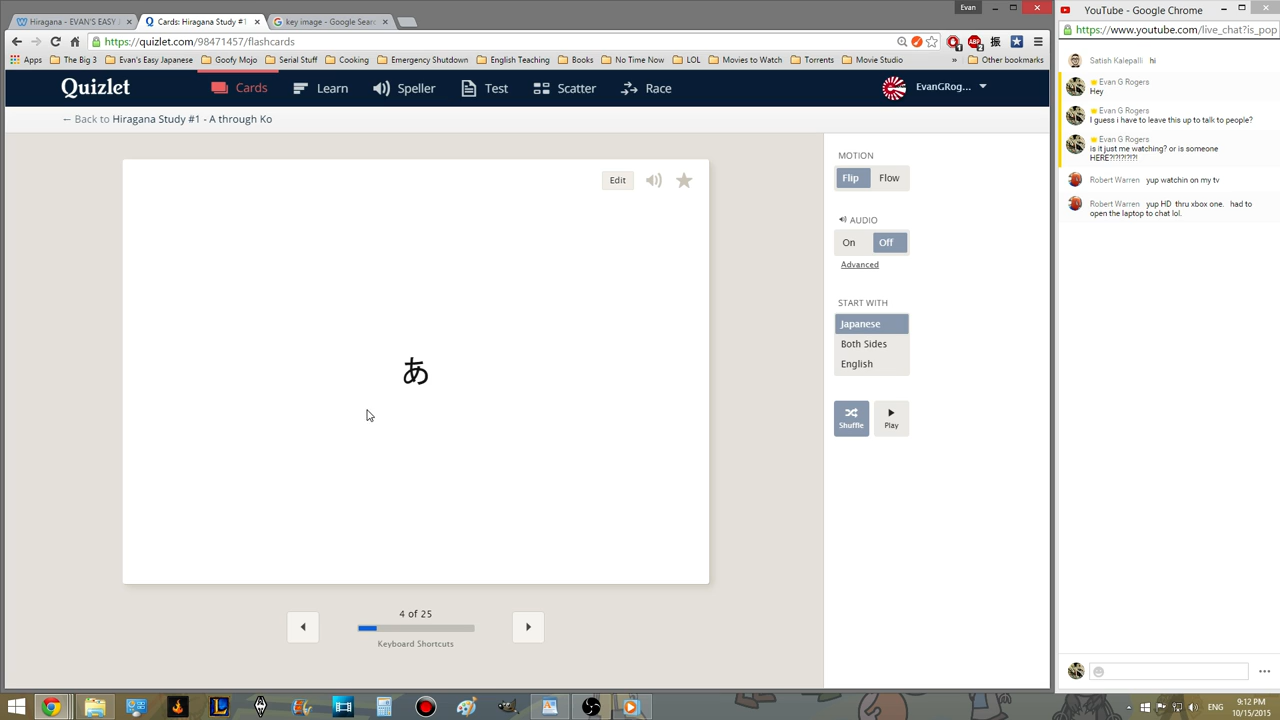 Evan
Hiragana - EVAN'S EASY J
Cards: Hiragana Study #1
key image - Google Searc
https://quizlet.com/98471457/flashcards
Apps
The Big 3
Evan's Easy Japanese
Goofy Mojo
Serial Stuff
Cooking
Emergency Shutdown
English Teaching
Books
No Time Now
LOL
Movies to Watch
Torrents
Movie Studio
»
Other bookmarks
Quizlet
Cards
Learn
Speller
Test
Scatter
Race
EvanGRog...
← Back to Hiragana Study #1 - A through Ko
Edit
あ
4 of 25
Keyboard Shortcuts
MOTION
Flip
Flow
AUDIO
On
Off
Advanced
START WITH
Japanese
Both Sides
English
Shuffle
Play
YouTube - Google Chrome
https://www.youtube.com/live_chat?is_pop
Satish Kalepalli hi
Evan G Rogers
Hey
Evan G Rogers
I guess i have to leave this up to talk to people?
Evan G Rogers
is it just me watching? or is someone
HERE?!?!?!?!?!
Robert Warren yup watchin on my tv
Robert Warren yup HD thru xbox one. had to
open the laptop to chat lol.
ENG
9:12 PM
10/15/2015